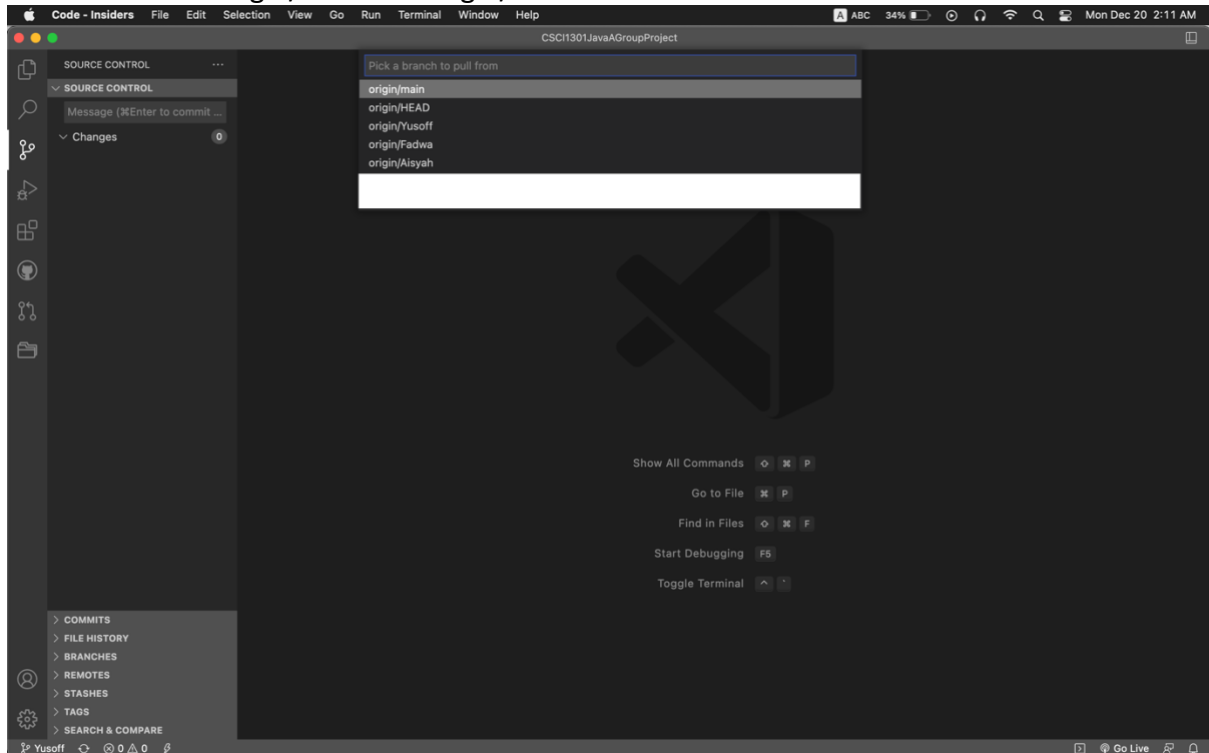 Code - Insiders File Edit Selection View Go Run Terminal Window Help A ABC 34% Mon Dec 20 2:11 AM
CSCI1301JavaAGroupProject
SOURCE CONTROL ...
SOURCE CONTROL
Message (⌘Enter to commit ...
Changes 0
Pick a branch to pull from
origin/main
origin/HEAD
origin/Yusoff
origin/Fadwa
origin/Aisyah
Show All Commands ⇧ ⌘ P
Go to File ⌘ P
Find in Files ⇧ ⌘ F
Start Debugging F5
Toggle Terminal ^ `
COMMITS
FILE HISTORY
BRANCHES
REMOTES
STASHES
TAGS
SEARCH & COMPARE
Yusoff 0 0 Go Live